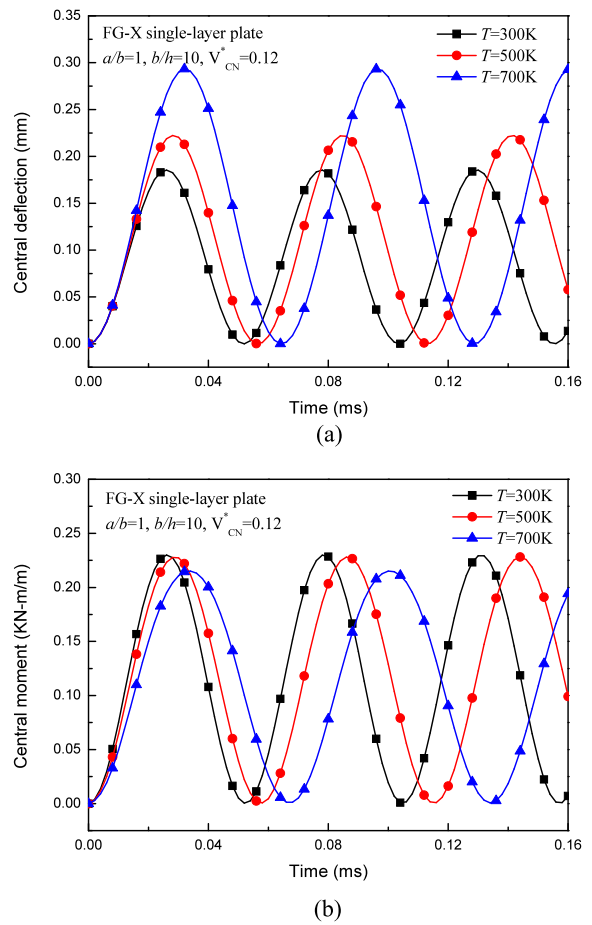 FG-X single-layer plate
a/b=1, b/h=10, V*CN=0.12
T=300K
T=500K
T=700K
0.35
0.30
0.25
0.20
0.15
0.10
0.05
0.00
Central deflection (mm)
0.00 0.04 0.08 0.12 0.16
Time (ms)
(a)
FG-X single-layer plate
a/b=1, b/h=10, V*CN=0.12
T=300K
T=500K
T=700K
0.30
0.25
0.20
0.15
0.10
0.05
0.00
Central moment (KN-m/m)
0.00 0.04 0.08 0.12 0.16
Time (ms)
(b)